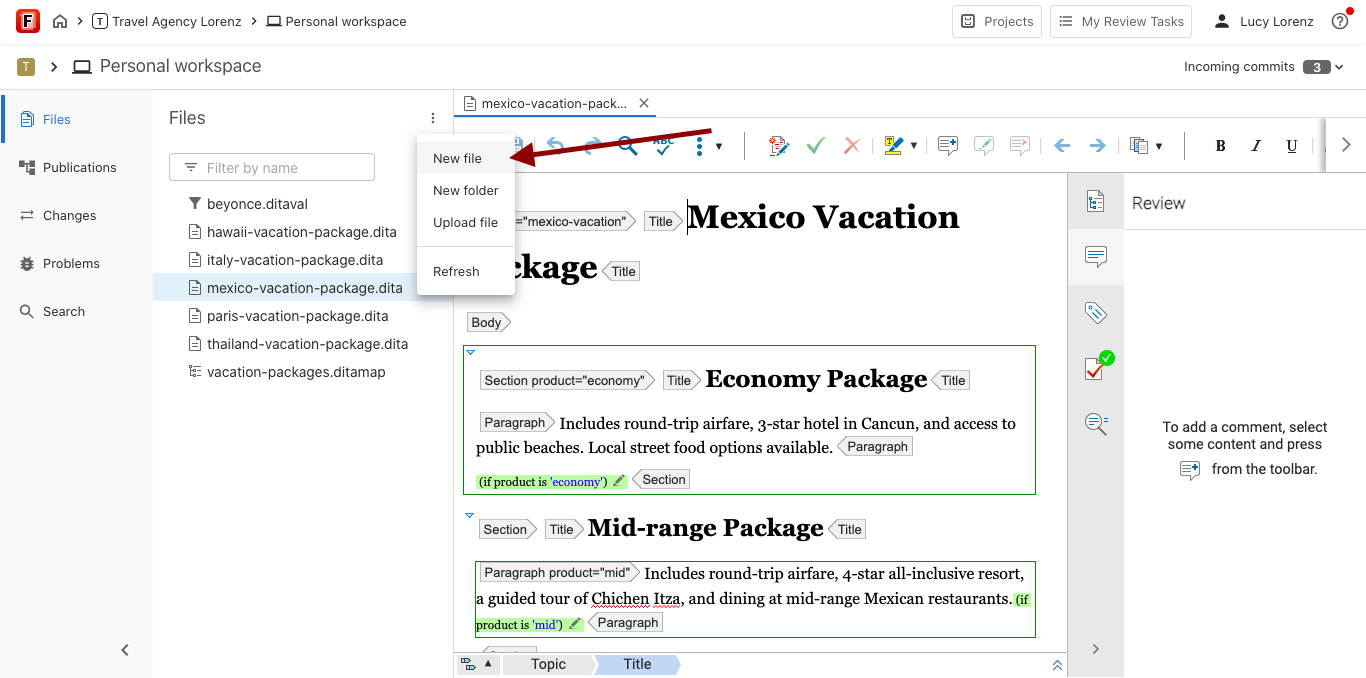 F
T Travel Agency Lorenz
Personal workspace
Projects
My Review Tasks
Lucy Lorenz
T
Personal workspace
Incoming commits 3
Files
Publications
Changes
Problems
Search
Files
Filter by name
beyonce.ditaval
hawaii-vacation-package.dita
italy-vacation-package.dita
mexico-vacation-package.dita
paris-vacation-package.dita
thailand-vacation-package.dita
vacation-packages.ditamap
New file
New folder
Upload file
Refresh
mexico-vacation-pack...
ABC
B I U
="mexico-vacation" Title Mexico Vacation
ckage Title
Body
Section product="economy" Title Economy Package Title
Paragraph Includes round-trip airfare, 3-star hotel in Cancun, and access to
public beaches. Local street food options available. Paragraph
(if product is 'economy') Section
Section Title Mid-range Package Title
Paragraph product="mid" Includes round-trip airfare, 4-star all-inclusive resort,
a guided tour of Chichen Itza, and dining at mid-range Mexican restaurants. (if
product is 'mid') Paragraph
Topic Title
Review
To add a comment, select
some content and press
from the toolbar.